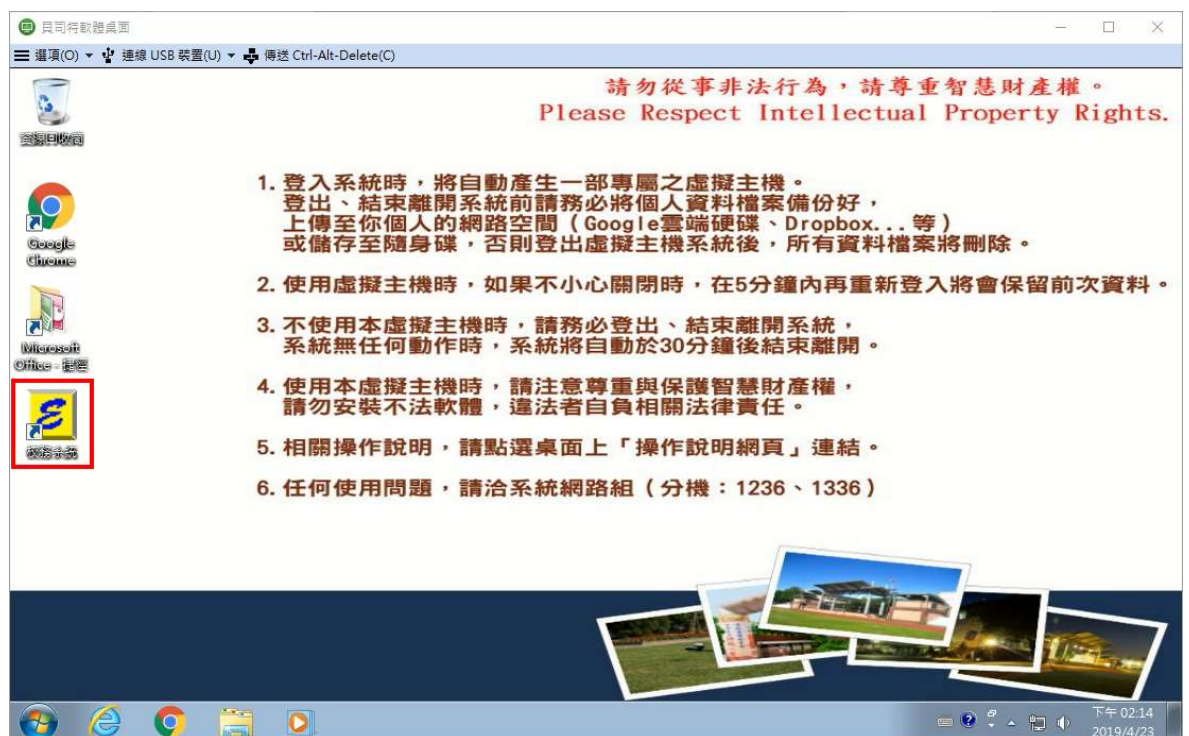 員司特軟體桌面
選項(O) 連線 USB 裝置(U) 傳送 Ctrl-Alt-Delete(C)
請勿從事非法行為，請尊重智慧財產權。
Please Respect Intellectual Property Rights.
資源回收筒
Google
Chrome
Microsoft
Office - 捷徑
1. 登入系統時，將自動產生一部專屬之虛擬主機。
登出、結束離開系統前請務必將個人資料檔案備份好，
上傳至你個人的網路空間（Google雲端硬碟、Dropbox...等)
或儲存至隨身碟，否則登出虛擬主機系統後，所有資料檔案將刪除。
2. 使用虛擬主機時，如果不小心關閉時，在5分鐘內再重新登入將會保留前次資料。
3. 不使用本虛擬主機時，請務必登出、結束離開系統，
系統無任何動作時，系統將自動於30分鐘後結束離開。
4. 使用本虛擬主機時，請注意尊重與保護智慧財產權，
請勿安裝不法軟體，違法者自負相關法律責任。
5. 相關操作說明，請點選桌面上「操作說明網頁」連結。
6. 任何使用問題，請洽系統網路組（分機：1236、1336)
下午 02:14
2019/4/23